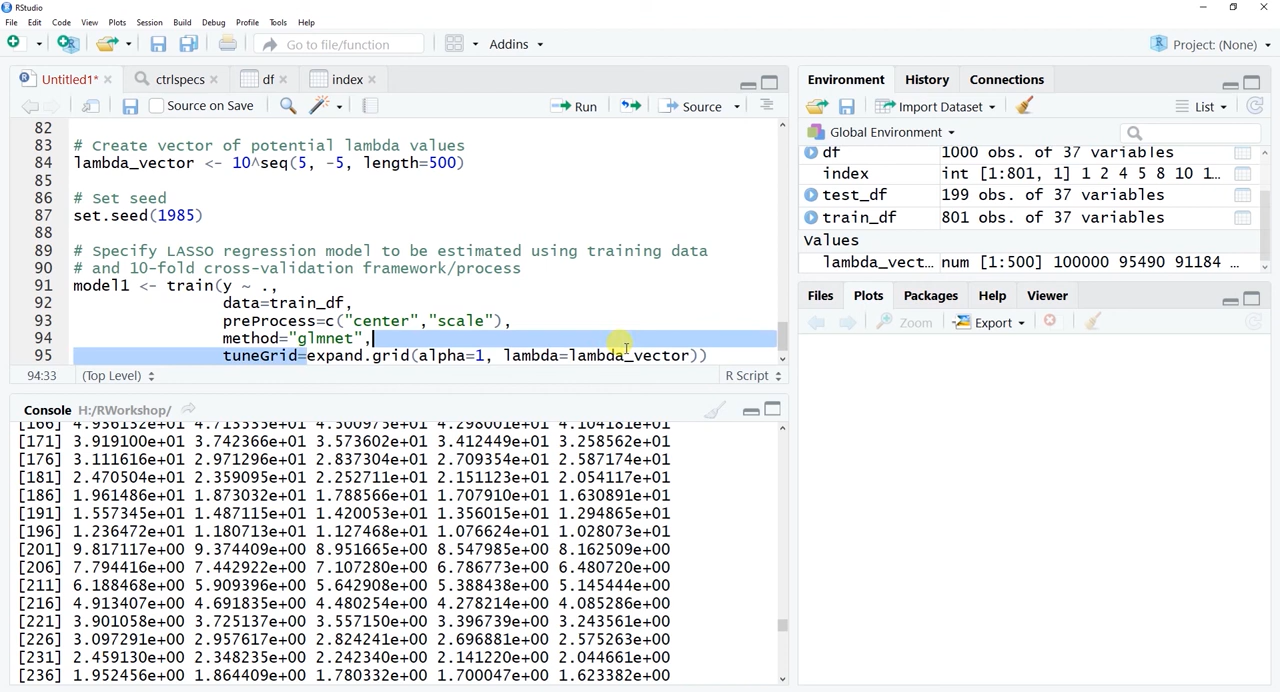 RStudio
File Edit Code View Plots Session Build Debug Profile Tools Help
Go to file/function Addins Project: (None)
Untitled1* ctrlspecs df index
Source on Save Run Source
82
83 # Create vector of potential lambda values
84 lambda_vector <- 10^seq(5, -5, length=500)
85
86 # Set seed
87 set.seed(1985)
88
89 # Specify LASSO regression model to be estimated using training data
90 # and 10-fold cross-validation framework/process
91 model1 <- train(y ~ .,
92 data=train_df,
93 preProcess=c("center","scale"),
94 method="glmnet",
95 tuneGrid=expand.grid(alpha=1, lambda=lambda_vector))
94:33 (Top Level) R Script
Console H:/RWorkshop/
[166] 4.936132e+01 4.713535e+01 4.500975e+01 4.298001e+01 4.104181e+01
[171] 3.919100e+01 3.742366e+01 3.573602e+01 3.412449e+01 3.258562e+01
[176] 3.111616e+01 2.971296e+01 2.837304e+01 2.709354e+01 2.587174e+01
[181] 2.470504e+01 2.359095e+01 2.252711e+01 2.151123e+01 2.054117e+01
[186] 1.961486e+01 1.873032e+01 1.788566e+01 1.707910e+01 1.630891e+01
[191] 1.557345e+01 1.487115e+01 1.420053e+01 1.356015e+01 1.294865e+01
[196] 1.236472e+01 1.180713e+01 1.127468e+01 1.076624e+01 1.028073e+01
[201] 9.817117e+00 9.374409e+00 8.951665e+00 8.547985e+00 8.162509e+00
[206] 7.794416e+00 7.442922e+00 7.107280e+00 6.786773e+00 6.480720e+00
[211] 6.188468e+00 5.909396e+00 5.642908e+00 5.388438e+00 5.145444e+00
[216] 4.913407e+00 4.691835e+00 4.480254e+00 4.278214e+00 4.085286e+00
[221] 3.901058e+00 3.725137e+00 3.557150e+00 3.396739e+00 3.243561e+00
[226] 3.097291e+00 2.957617e+00 2.824241e+00 2.696881e+00 2.575263e+00
[231] 2.459130e+00 2.348235e+00 2.242340e+00 2.141220e+00 2.044661e+00
[236] 1.952456e+00 1.864409e+00 1.780332e+00 1.700047e+00 1.623382e+00
Environment History Connections
Import Dataset List
Global Environment
df 1000 obs. of 37 variables
index int [1:801, 1] 1 2 4 5 8 10 1...
test_df 199 obs. of 37 variables
train_df 801 obs. of 37 variables
Values
lambda_vect... num [1:500] 100000 95490 91184 ...
Files Plots Packages Help Viewer
Zoom Export